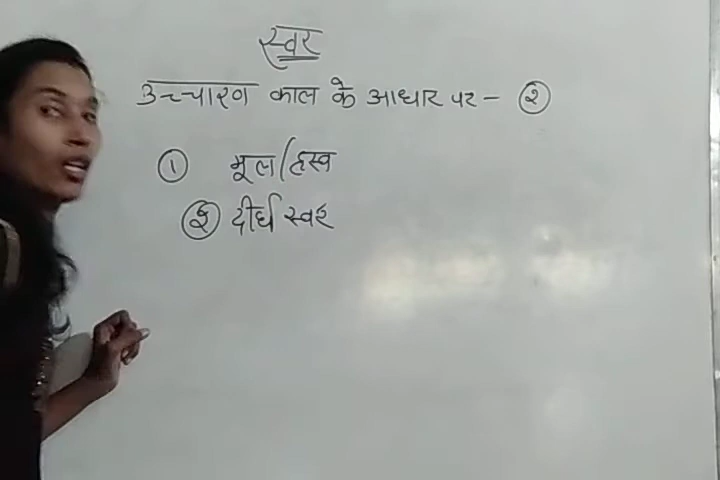 स्वर
उच्चारण काल के आधार पर - २
१ मूल/ह्रस्व
२ दीर्घ स्वर